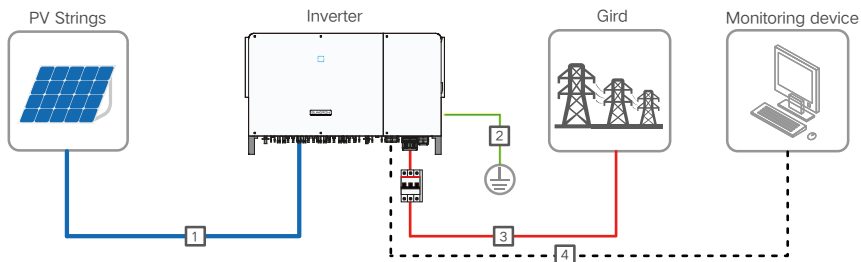 PV Strings
Inverter
Gird
Monitoring device
2
1
3
4